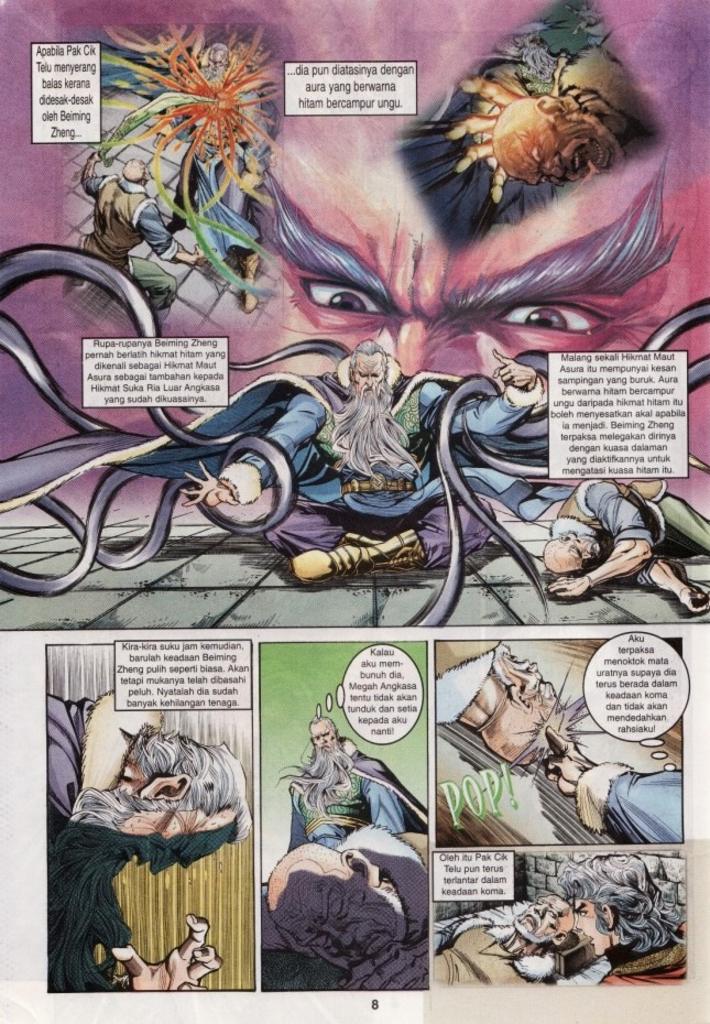 Apabila Pak Cik
Telu menyerang
balas kerana
didesak-desak
oleh Beiming
Zheng...
...dia pun diatasinya dengan
aura yang berwarna
hitam bercampur ungu.
Rupa-rupanya Beiming Zheng
pernah berlatih hikmat hitam yang
dikenali sebagai Hikmat Maut
Asura sebagai tambahan kepada
Hikmat Suka Ria Luar Angkasa
yang sudah dikuasainya.
Malang sekali Hikmat Maut
Asura itu mempunyai kesan
sampingan yang buruk. Aura
berwarna hitam bercampur
ungu daripada hikmat hitam itu
boleh menyesatkan akal apabila
ia menjadi. Beiming Zheng
terpaksa melegakan dirinya
dengan kuasa dalaman
yang diaktifkannya untuk
mengatasi kuasa hitam itu.
Kira-kira suku jam kemudian,
barulah keadaan Beiming
Zheng pulih seperti biasa. Akan
tetapi mukanya telah dibasahi
peluh. Nyatalah dia sudah
banyak kehilangan tenaga.
Kalau
aku mem-
bunuh dia,
Megah Angkasa
tentu tidak akan
tunduk dan setia
kepada aku
nanti!
Aku
terpaksa
menotok mata
uratnya supaya dia
terus berada dalam
keadaan koma dan
tidak akan
mendedahkan
rahsiaku!
POP!
Oleh itu Pak Cik
Telu pun terus
terlantar dalam
keadaan koma.
8